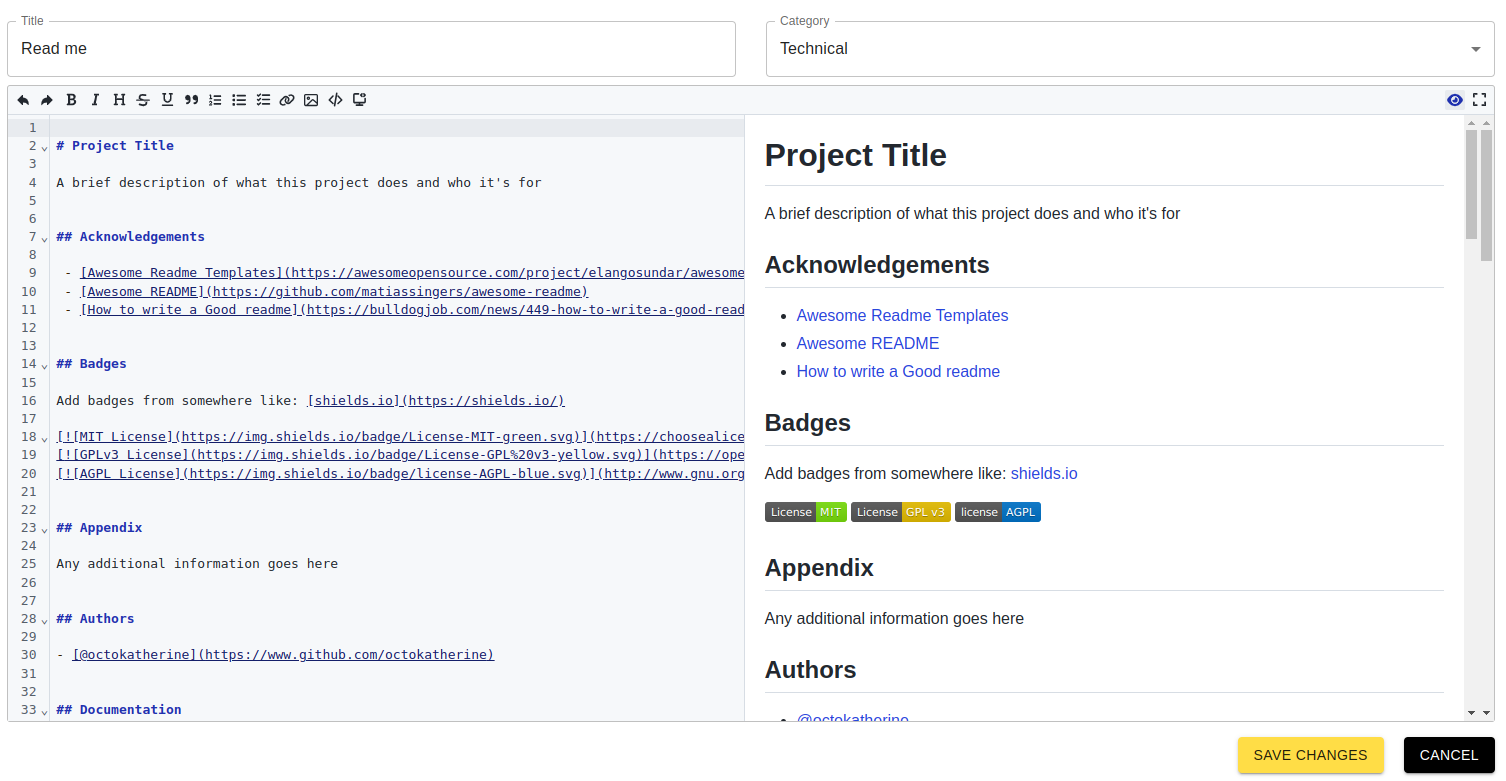 Title
Read me
Category
Technical
1
2 # Project Title
3
4 A brief description of what this project does and who it's for
5
6
7 ## Acknowledgements
8
9 - [Awesome Readme Templates](https://awesomeopensource.com/project/elangosundar/awesome
10 - [Awesome README](https://github.com/matiassingers/awesome-readme)
11 - [How to write a Good readme](https://bulldogjob.com/news/449-how-to-write-a-good-read
12
13
14 ## Badges
15
16 Add badges from somewhere like: [shields.io](https://shields.io/)
17
18 [![MIT License](https://img.shields.io/badge/License-MIT-green.svg)](https://choosealice
19 [![GPLv3 License](https://img.shields.io/badge/License-GPL%20v3-yellow.svg)](https://ope
20 [![AGPL License](https://img.shields.io/badge/license-AGPL-blue.svg)](http://www.gnu.org
21
22
23 ## Appendix
24
25 Any additional information goes here
26
27
28 ## Authors
29
30 - [@octokatherine](https://www.github.com/octokatherine)
31
32
33 ## Documentation
Project Title
A brief description of what this project does and who it's for
Acknowledgements
• Awesome Readme Templates
• Awesome README
• How to write a Good readme
Badges
Add badges from somewhere like: shields.io
License MIT License GPL v3 license AGPL
Appendix
Any additional information goes here
Authors
• @octokatherine
SAVE CHANGES
CANCEL